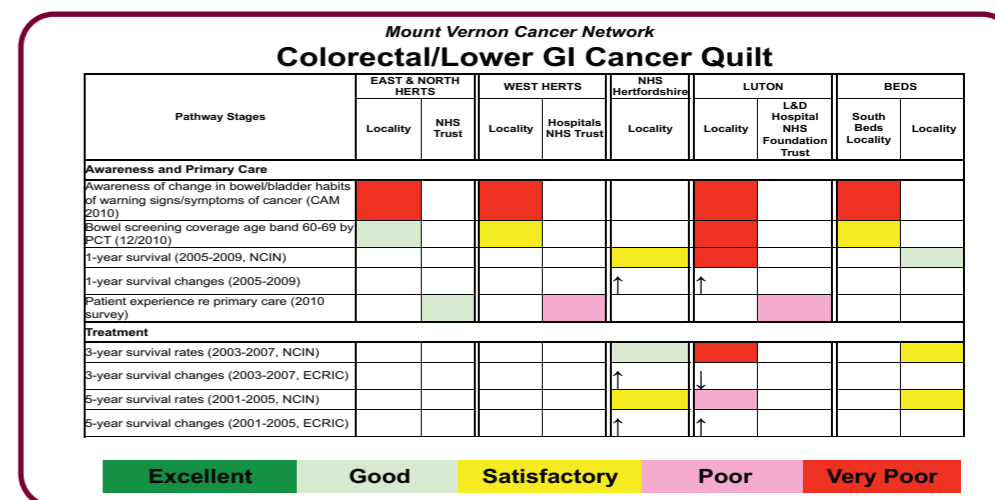 Mount Vernon Cancer Network
Colorectal/Lower GI Cancer Quilt
Pathway Stages
EAST & NORTH
HERTS
WEST HERTS
NHS
Hertfordshire
LUTON
BEDS
Locality
NHS
Trust
Locality
Hospitals
NHS Trust
Locality
Locality
L&D
Hospital
NHS
Foundation
Trust
South
Beds
Locality
Locality
Awareness and Primary Care
Awareness of change in bowel/bladder habits
of warning signs/symptoms of cancer (CAM
2010)
Bowel screening coverage age band 60-69 by
PCT (12/2010)
1-year survival (2005-2009, NCIN)
1-year survival changes (2005-2009)
↑ ↑
Patient experience re primary care (2010
survey)
Treatment
3-year survival rates (2003-2007, NCIN)
3-year survival changes (2003-2007, ECRIC)
↑ ↓
5-year survival rates (2001-2005, NCIN)
5-year survival changes (2001-2005, ECRIC)
↑ ↑
Excellent Good Satisfactory Poor Very Poor